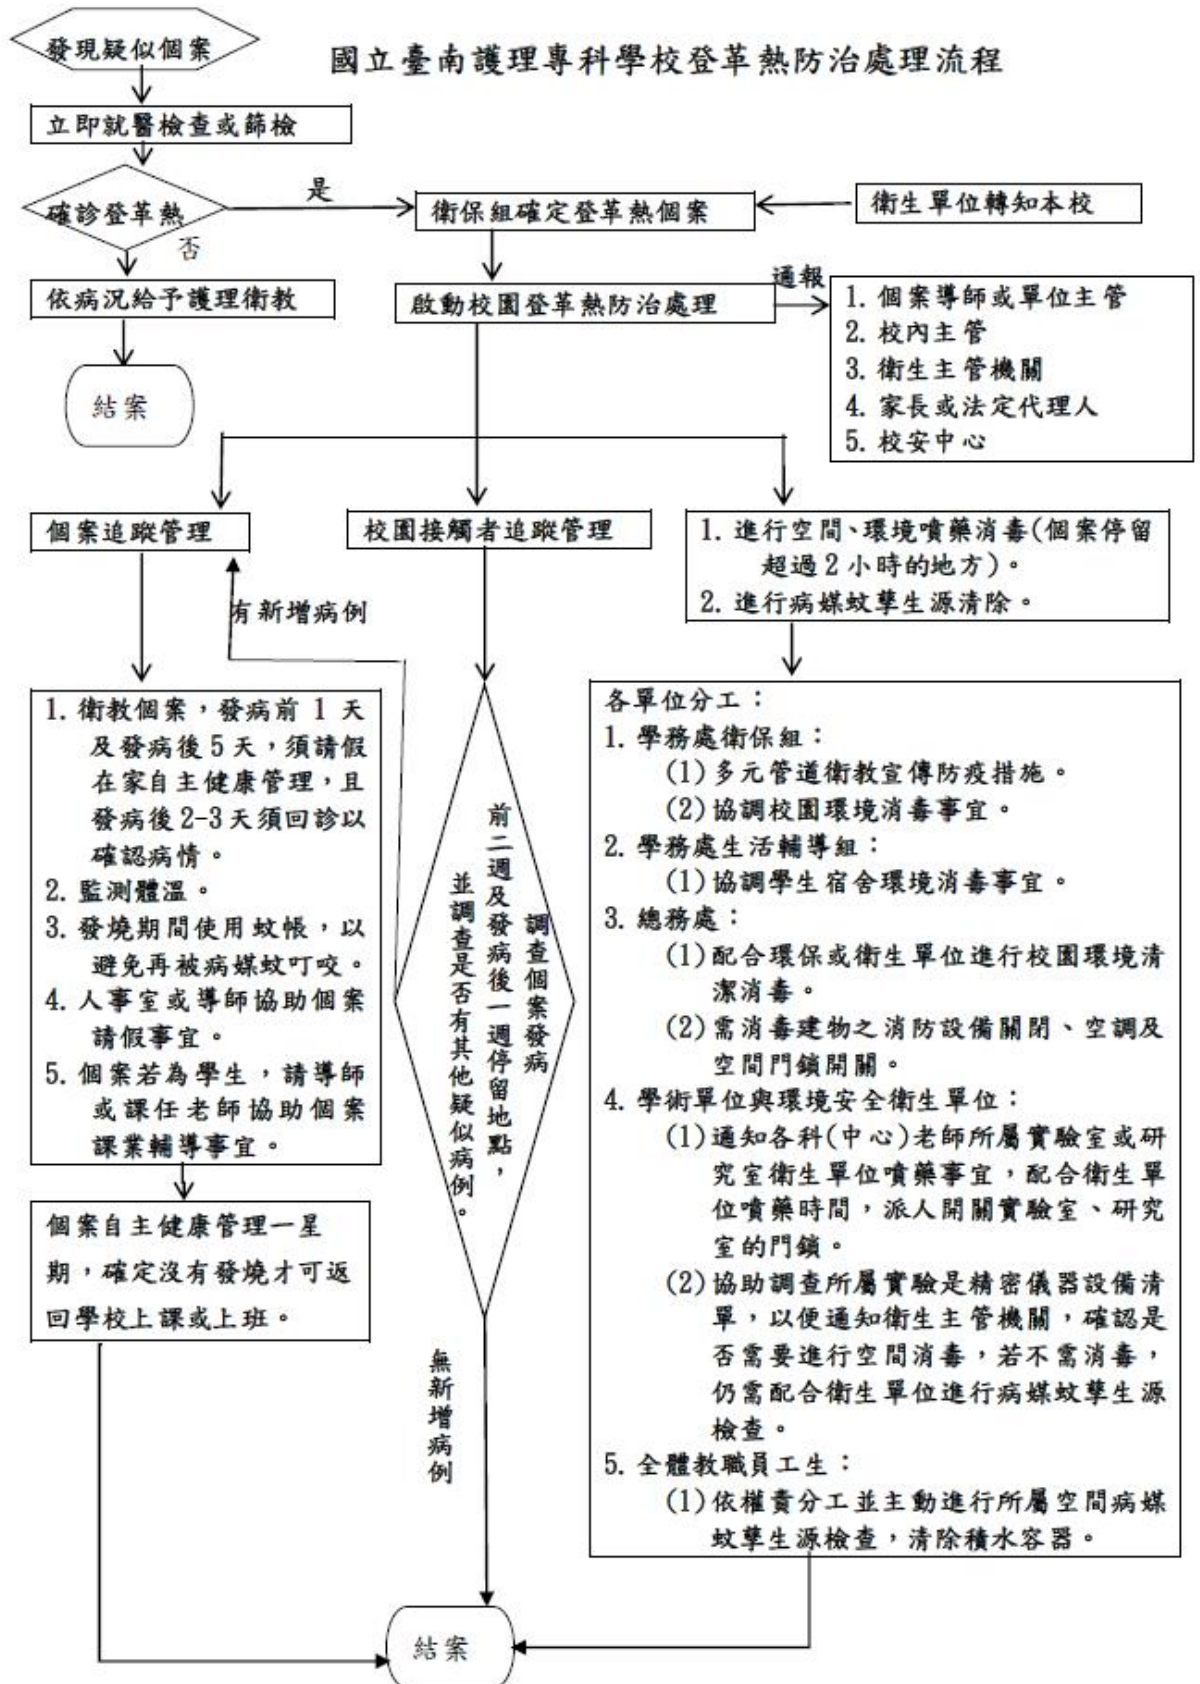 國立臺南護理專科學校登革熱防治處理流程
發現疑似個案
立即就醫檢查或篩檢
確診登革熱
是
否
衛保組確定登革熱個案
衛生單位轉知本校
依病況給予護理衛教
結案
啟動校園登革熱防治處理
通報
1. 個案導師或單位主管
2. 校內主管
3. 衛生主管機關
4. 家長或法定代理人
5. 校安中心
個案追蹤管理
校園接觸者追蹤管理
1. 進行空間、環境噴藥消毒(個案停留
超過2小時的地方)。
2. 進行病媒蚊孳生源清除。
有新增病例
1. 衛教個案，發病前 1 天
及發病後5天，須請假
在家自主健康管理，且
發病後2-3天須回診以
確認病情。
2. 監測體溫。
3. 發燒期間使用蚊帳，以
避免再被病媒蚊叮咬。
4. 人事室或導師協助個案
請假事宜。
5. 個案若為學生，請導師
或課任老師協助個案
課業輔導事宜。
個案自主健康管理一星
期，確定沒有發燒才可返
回學校上課或上班。
調查個案發病
前二週及發病後一週停留地點，
並調查是否有其他疑似病例。
無新增病例
各單位分工：
1. 學務處衛保組：
(1)多元管道衛教宣傳防疫措施。
(2)協調校園環境消毒事宜。
2. 學務處生活輔導組：
(1)協調學生宿舍環境消毒事宜。
3. 總務處：
(1)配合環保或衛生單位進行校園環境清
潔消毒。
(2)需消毒建物之消防設備關閉、空調及
空間門鎖開關。
4. 學術單位與環境安全衛生單位：
(1)通知各科(中心)老師所屬實驗室或研
究室衛生單位噴藥事宜，配合衛生單
位噴藥時間，派人開關實驗室、研究
室的門鎖。
(2)協助調查所屬實驗是精密儀器設備清
單，以便通知衛生主管機關，確認是
否需要進行空間消毒，若不需消毒，
仍需配合衛生單位進行病媒蚊孳生源
檢查。
5. 全體教職員工生：
(1)依權責分工並主動進行所屬空間病媒
蚊孳生源檢查，清除積水容器。
結案